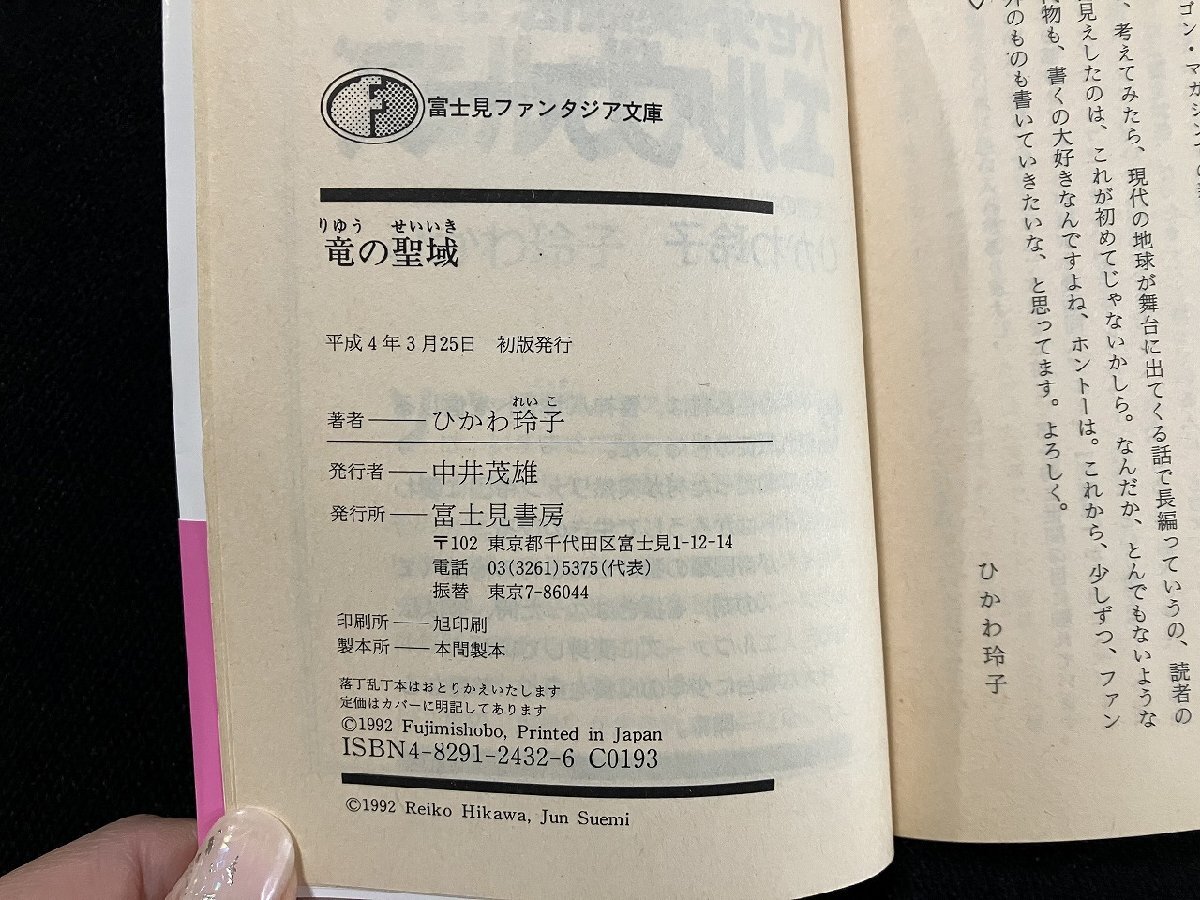 富士見ファンタジア文庫
りゆう せいいき
竜の聖域
平成4年3月25日 初版発行
れいこ
著者――ひかわ玲子
発行者――中井茂雄
発行所――富士見書房
〒102 東京都千代田区富士見1-12-14
電話 03(3261)5375(代表)
振替 東京7-86044
印刷所――旭印刷
製本所――本間製本
落丁乱丁本はおとりかえいたします
定価はカバーに明記してあります
©1992 Fujimishobo, Printed in Japan
ISBN4-8291-2432-6 C0193
©1992 Reiko Hikawa, Jun Suemi
ゴン・マガジン
、考えてみたら、現代の地球が舞台に出てくる話で長編っていうの、読者の
見えしたのは、これが初めてじゃないかしら。なんだか、とんでもないような
物も、書くの大好きなんですよね、ホントーは。これから、少しずつ、ファン
外のものも書いていきたいな、と思ってます。よろしく。
ひかわ玲子